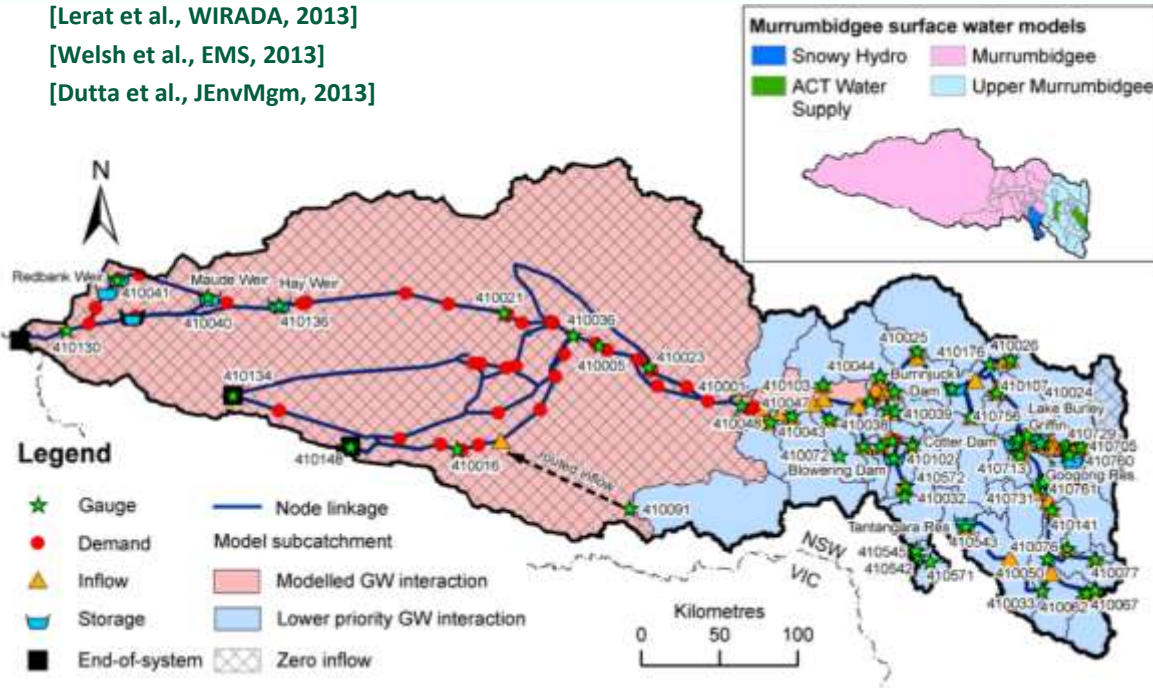 [Lerat et al., WIRADA, 2013]
[Welsh et al., EMS, 2013]
[Dutta et al., JEnvMgm, 2013]
Murrumbidgee surface water models
Snowy Hydro
Murrumbidgee
ACT Water
Supply
Upper Murrumbidgee
N
Redbank Weir
410041
Maude Weir
410040
Hay Weir
410136
410130
410021
410036
410005
410023
410001
410134
410148
410016
routed inflow
410091
410103
410047
410048
410043
410044
410025
410176
410026
Burrinjuck
Dam
410107
410024
410038
410039
410756
Lake Burley
Griffin
410729
410705
410760
410072
Cotter Dam
Blowering Dam
410102
410713
Googong Res.
410572
410731
410761
410032
410141
Tantangara Res
410543
410076
410545
410542
410571
410050
410077
410033
410062
410067
NSW
VIC
Legend
Gauge
Demand
Inflow
Storage
End-of-system
Node linkage
Model subcatchment
Modelled GW interaction
Lower priority GW interaction
Zero inflow
Kilometres
0 50 100